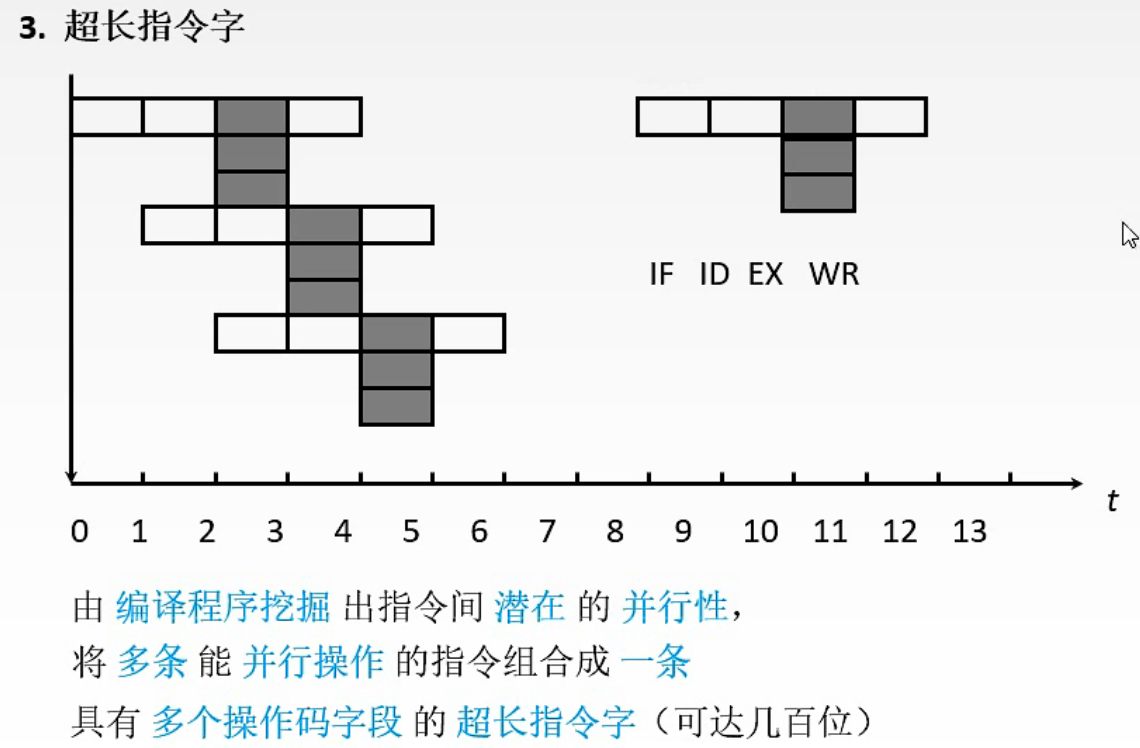 3. 超长指令字
IF ID EX WR
t
0 1 2 3 4 5 6 7 8 9 10 11 12 13
由 编译程序挖掘 出指令间 潜在 的 并行性，
将 多条 能 并行操作 的指令组合成 一条
具有 多个操作码字段 的 超长指令字（可达几百位）